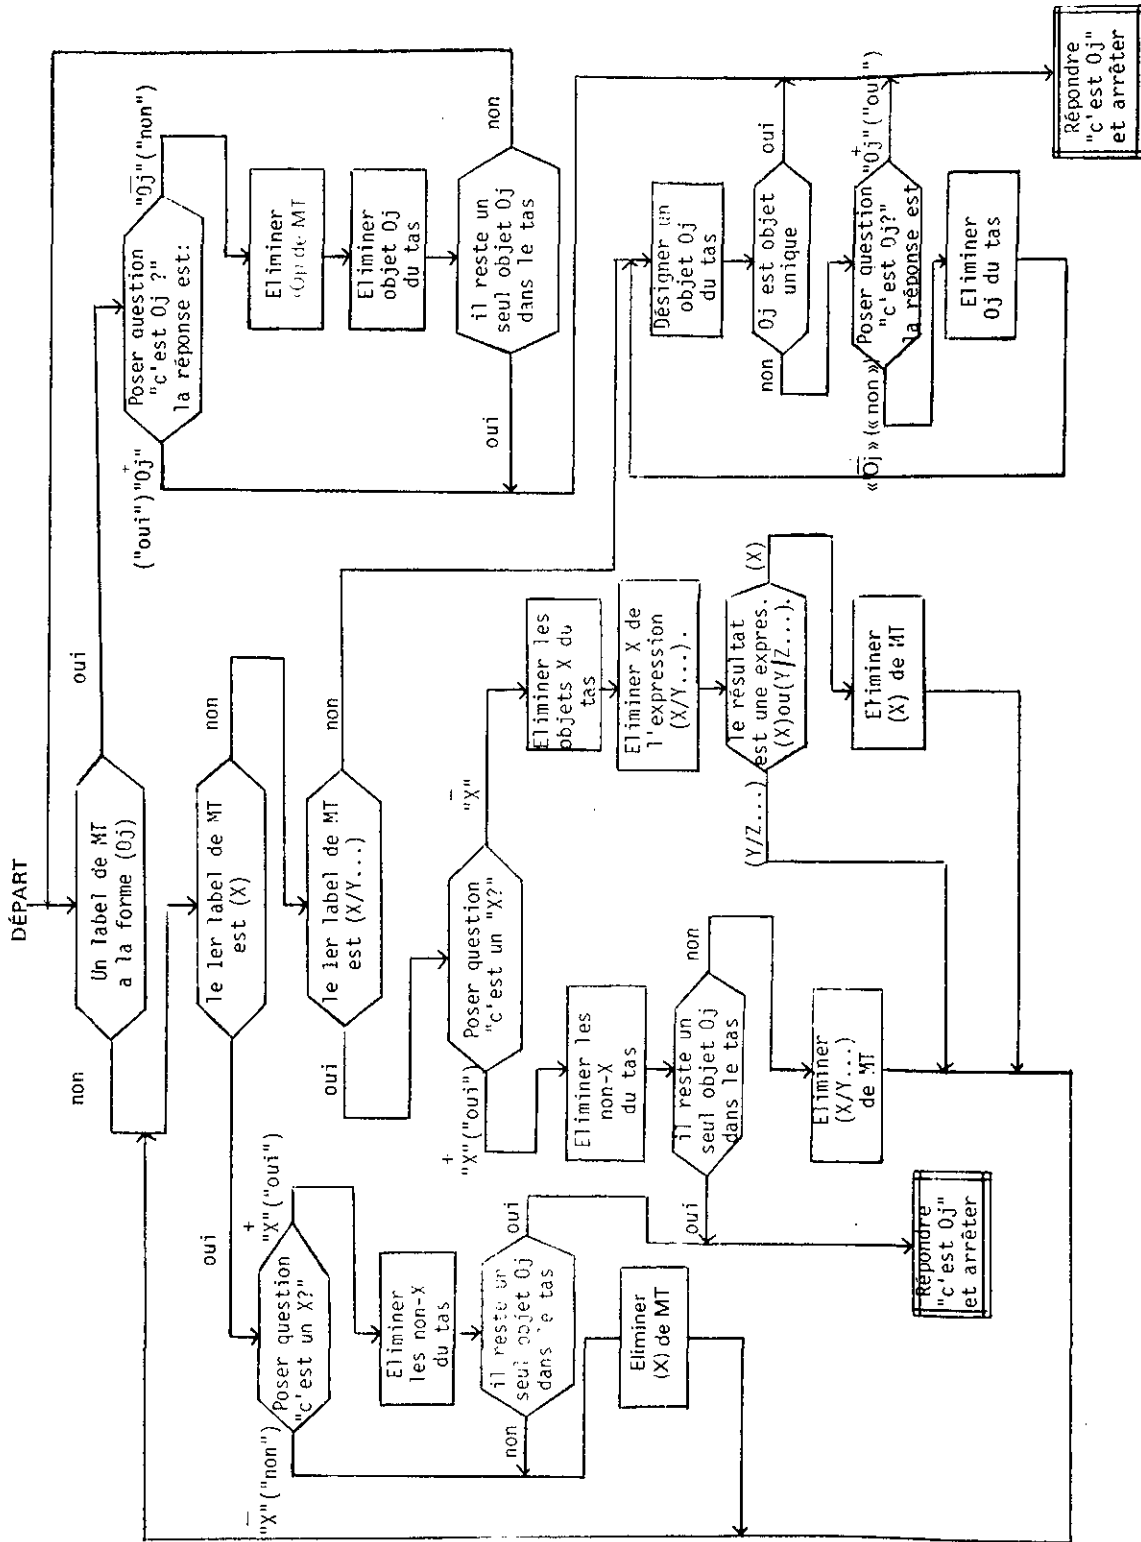 DÉPART
Un label de MT
a la forme (Oj)
oui
non
Poser question
"c'est Oj ?"
la réponse est:
("oui")"Oj"
+
"Oj"("non")
Eliminer
de MT
Eliminer
objet Oj
du tas
il reste un
seul objet Oj
dans le tas
non
oui
le 1er label de MT
est (X)
oui
non
le 1er label de MT
est (X/Y...)
oui
non
Désigner un
objet Oj
du tas
Oj est objet
unique
oui
non
Poser question
"c'est Oj?"
la réponse est
+
"Oj"("oui")
«Oj» («non»)
Eliminer
Oj du tas
Répondre
"c'est Oj"
et arrêter
Poser question
"c'est un X?"
+
"X"("oui")
"X"("non")
Eliminer
les non-X
du tas
il reste un
seul objet Oj
dans le tas
oui
non
Eliminer
(X) de MT
Poser question
"c'est un "X?"
+
"X"("oui")
"X"
Eliminer les
non-X
du tas
il reste un
seul objet Oj
dans le tas
oui
non
Eliminer
(X/Y...)
de MT
Eliminer les
objets X du
tas
Eliminer X de
l'expression
(X/Y...).
le résultat
est une expres.
(X)ou(Y/Z...).
(X)
(Y/Z...)
Eliminer
(X) de MT
Répondre
"c'est Oj"
et arrêter